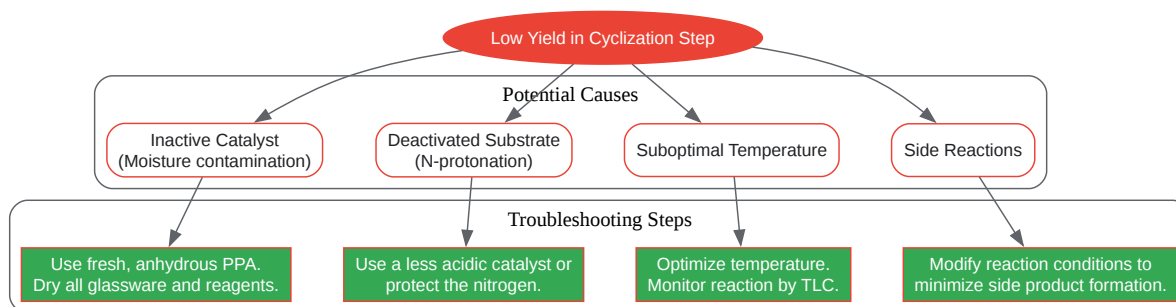 Low Yield in Cyclization Step
Potential Causes
Inactive Catalyst
(Moisture contamination)
Deactivated Substrate
(N-protonation)
Suboptimal Temperature
Side Reactions
Troubleshooting Steps
Use fresh, anhydrous PPA.
Dry all glassware and reagents.
Use a less acidic catalyst or
protect the nitrogen.
Optimize temperature.
Monitor reaction by TLC.
Modify reaction conditions to
minimize side product formation.